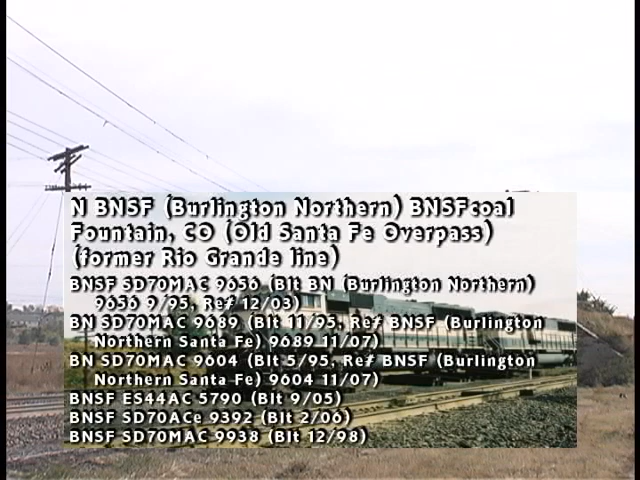 N BNSF (Burlington Northern) BNSFcoal
Fountain, CO (Old Santa Fe Overpass)
(former Rio Grande line)
BNSF SD70MAC 9656 (Blt BN (Burlington Northern)
9656 9/95, Re# 12/03)
BN SD70MAC 9689 (Blt 11/95, Re# BNSF (Burlington
Northern Santa Fe) 9689 11/07)
BN SD70MAC 9604 (Blt 5/95, Re# BNSF (Burlington
Northern Santa Fe) 9604 11/07)
BNSF ES44AC 5790 (Blt 9/05)
BNSF SD70ACe 9392 (Blt 2/06)
BNSF SD70MAC 9938 (Blt 12/98)